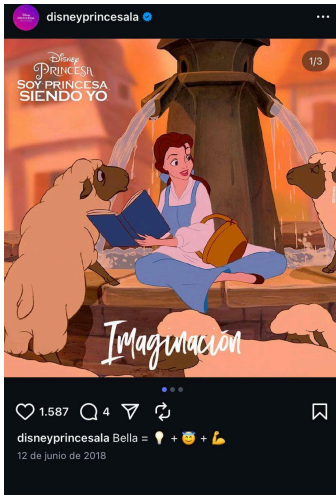 disneyprincesala
1/3
Disney
PRINCESA
SOY PRINCESA
SIENDO YO
Imaginación
1.587 4
disneyprincesala Bella = 💡 + 😇 + 💪
12 de junio de 2018